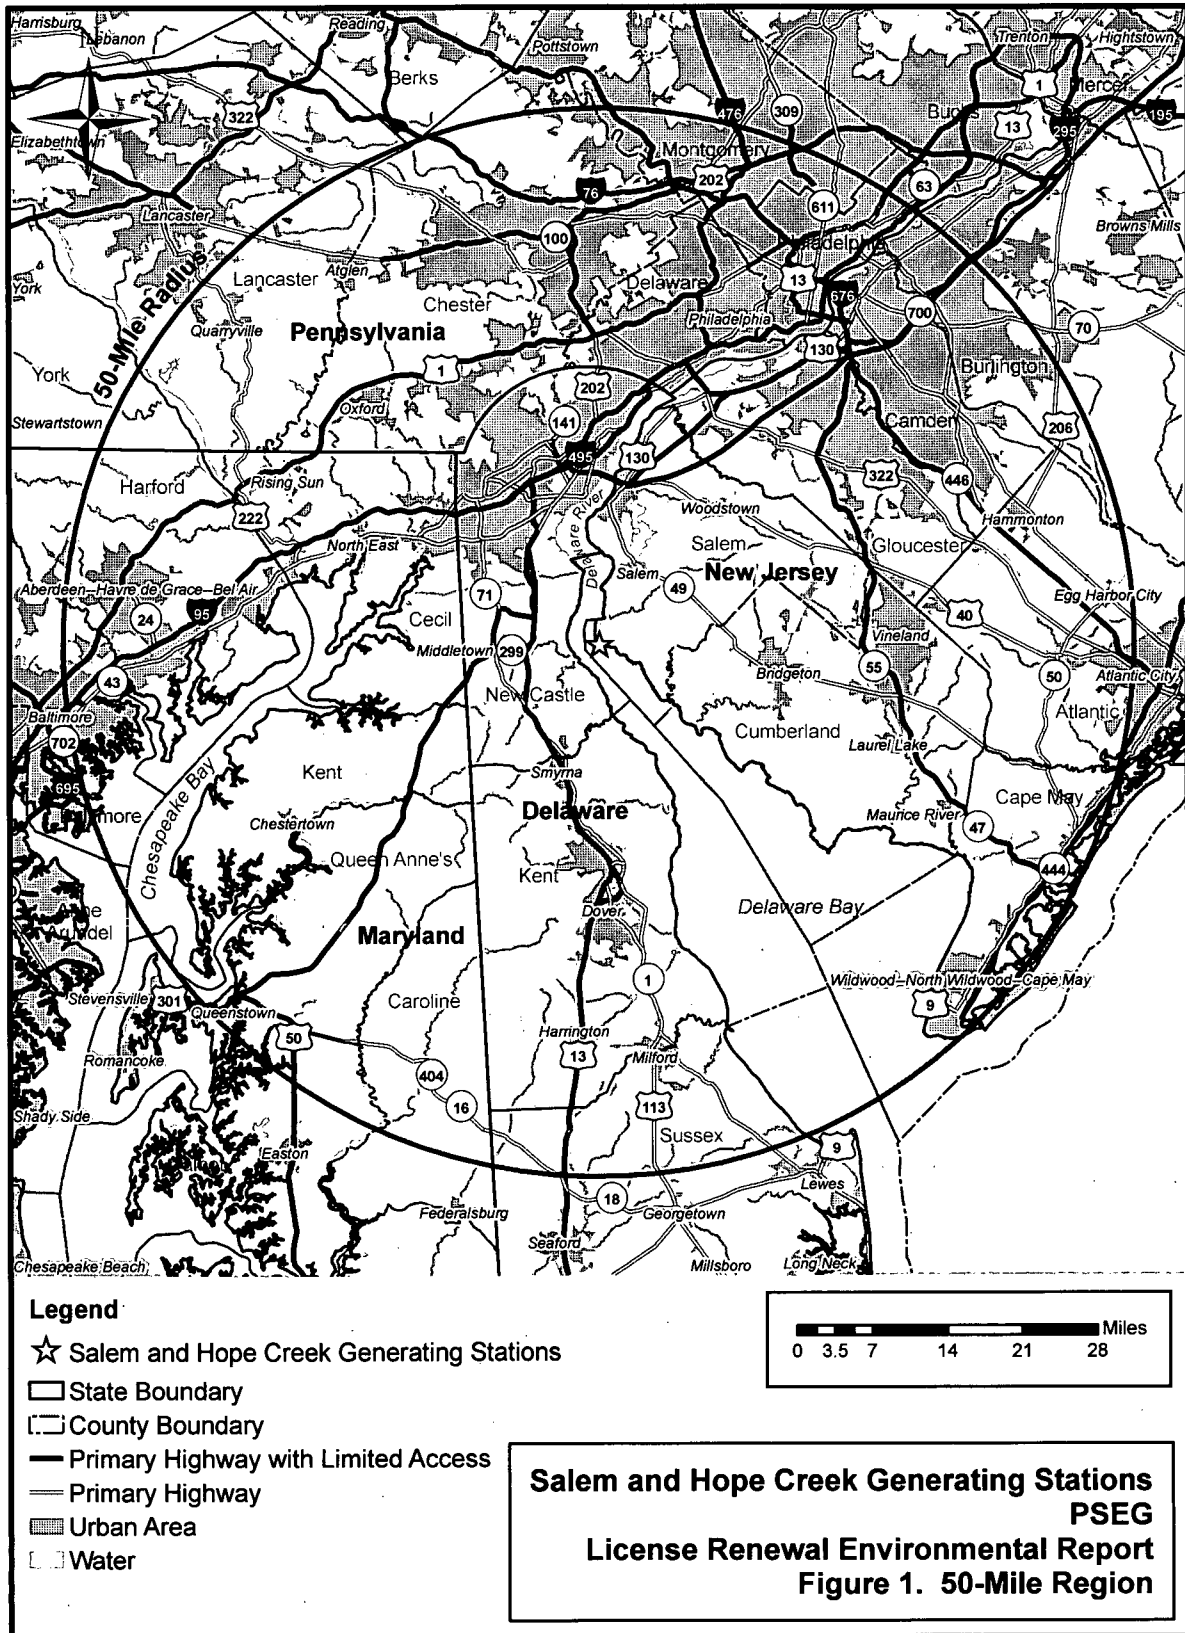 Harrisburg
Lebanon
Reading
Pottstown
Trenton
Hightstown
Berks
1
Mercer
322
476
309
Bucks
13
295
195
Elizabethtown
Montgomery
202
76
63
Lancaster
611
100
Browns Mills
Philadelphia
50-Mile Radius
Lancaster
Atglen
Delaware
13
676
York
Chester
Quarryville
Pennsylvania
Philadelphia
700
70
130
1
York
202
Burlington
Oxford
Stewartstown
141
Camden
206
495
130
Harford
Rising Sun
322
446
222
Woodstown
Hammonton
Delaware River
North East
Salem
Gloucester
Salem
New Jersey
Aberdeen–Havre de Grace–Bel Air
71
49
Egg Harbor City
24
95
Cecil
40
Vineland
Middletown
299
Bridgeton
55
50
Atlantic City
43
New Castle
Atlantic
Baltimore
702
Cumberland
Laurel Lake
695
Chesapeake Bay
Kent
Smyrna
Cape May
Baltimore
Delaware
Maurice River
47
Chestertown
Queen Anne's
Kent
444
Anne
Arundel
Dover
Delaware Bay
Maryland
1
Wildwood–North Wildwood–Cape May
Stevensville
301
Caroline
9
Queenstown
50
Harrington
13
Milford
Romancoke
404
16
113
Shady Side
Sussex
Easton
9
Lewes
18
Federalsburg
Georgetown
Seaford
Chesapeake Beach
Millsboro
Long Neck
Legend
Salem and Hope Creek Generating Stations
State Boundary
County Boundary
Primary Highway with Limited Access
Primary Highway
Urban Area
Water
Miles
0 3.5 7 14 21 28
Salem and Hope Creek Generating Stations
PSEG
License Renewal Environmental Report
Figure 1. 50-Mile Region